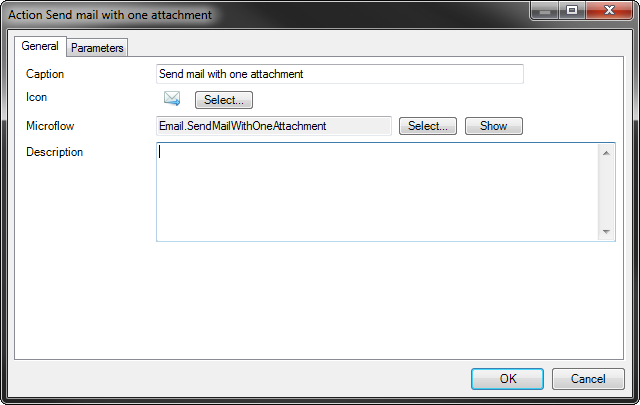 Action Send mail with one attachment
General Parameters
Caption Send mail with one attachment
Icon Select...
Microflow Email.SendMailWithOneAttachment Select... Show
Description
OK Cancel